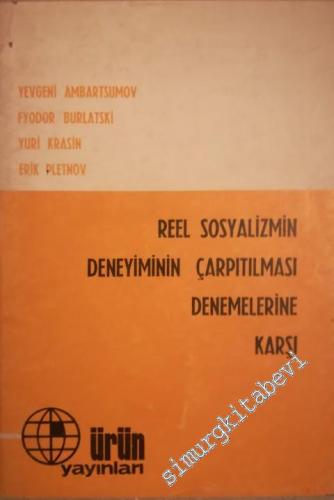 YEVGENİ AMBARTSUMOV
FYODOR BURLATSKİ
YURİ KRASİN
ERİK PLETNOV
REEL SOSYALİZMİN
DENEYİMİNİN ÇARPITILMASI
DENEMELERİNE
KARŞI
ürün
yayınları
simurgkitabevi.com